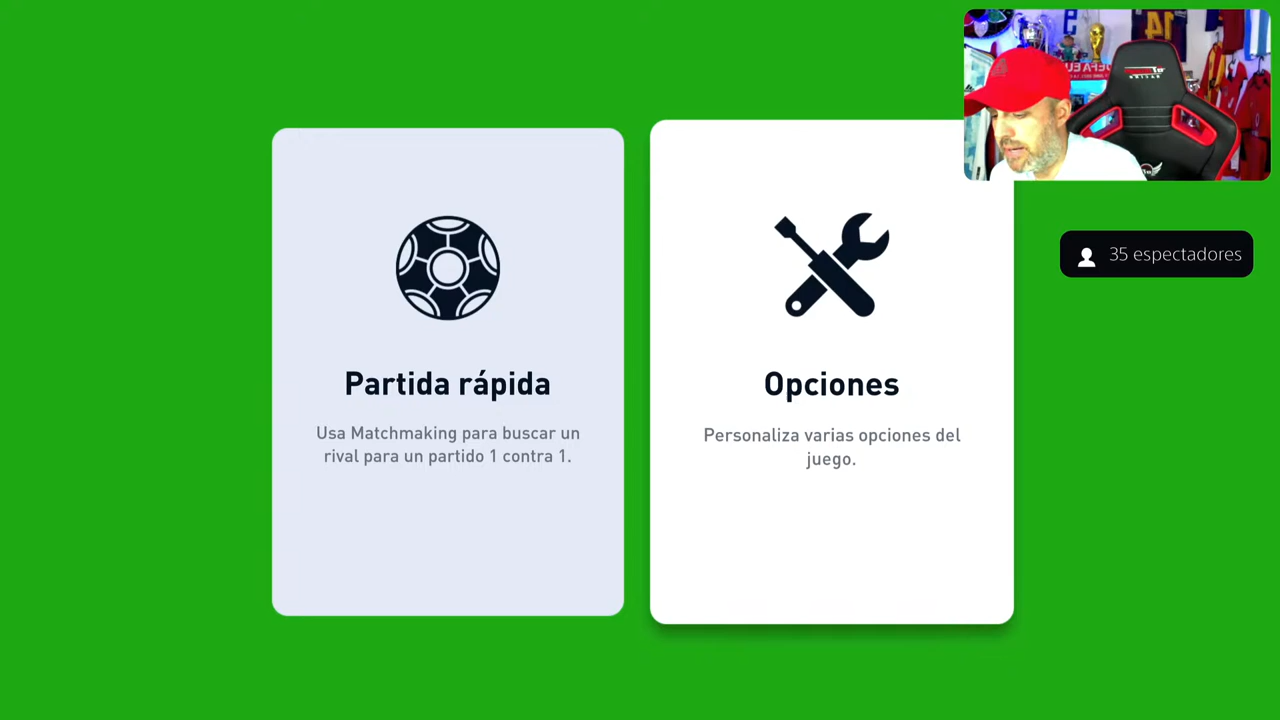 35 espectadores
Partida rápida
Usa Matchmaking para buscar un
rival para un partido 1 contra 1.
Opciones
Personaliza varias opciones del
juego.